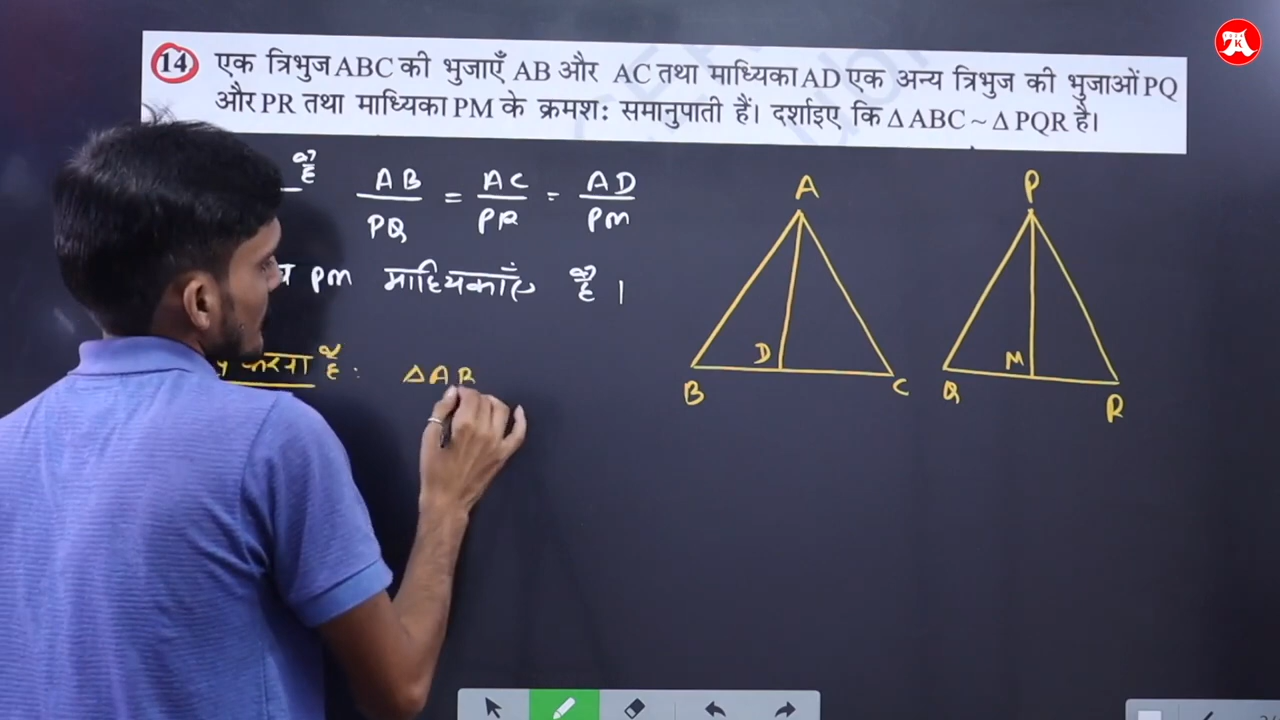 14 एक त्रिभुज ABC की भुजाएँ AB और AC तथा माध्यिका AD एक अन्य त्रिभुज की भुजाओं PQ
और PR तथा माध्यिका PM के क्रमशः समानुपाती हैं। दर्शाइए कि Δ ABC ~ Δ PQR है।
है AB/PQ = AC/PR = AD/PM
व PM माध्यिकाँए है ।
करना है : ΔAB
A
B
D
C
P
Q
M
R